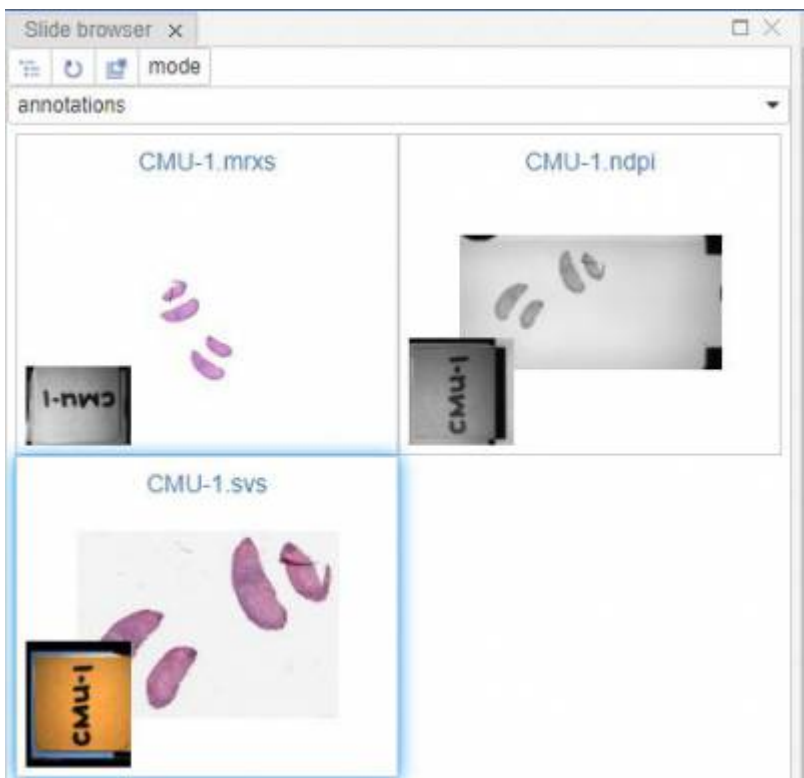 Slide browser
mode
annotations
CMU-1.mrxs
CMU-1.ndpi
CMU-1
CMU-1
CMU-1.svs
CMU-1